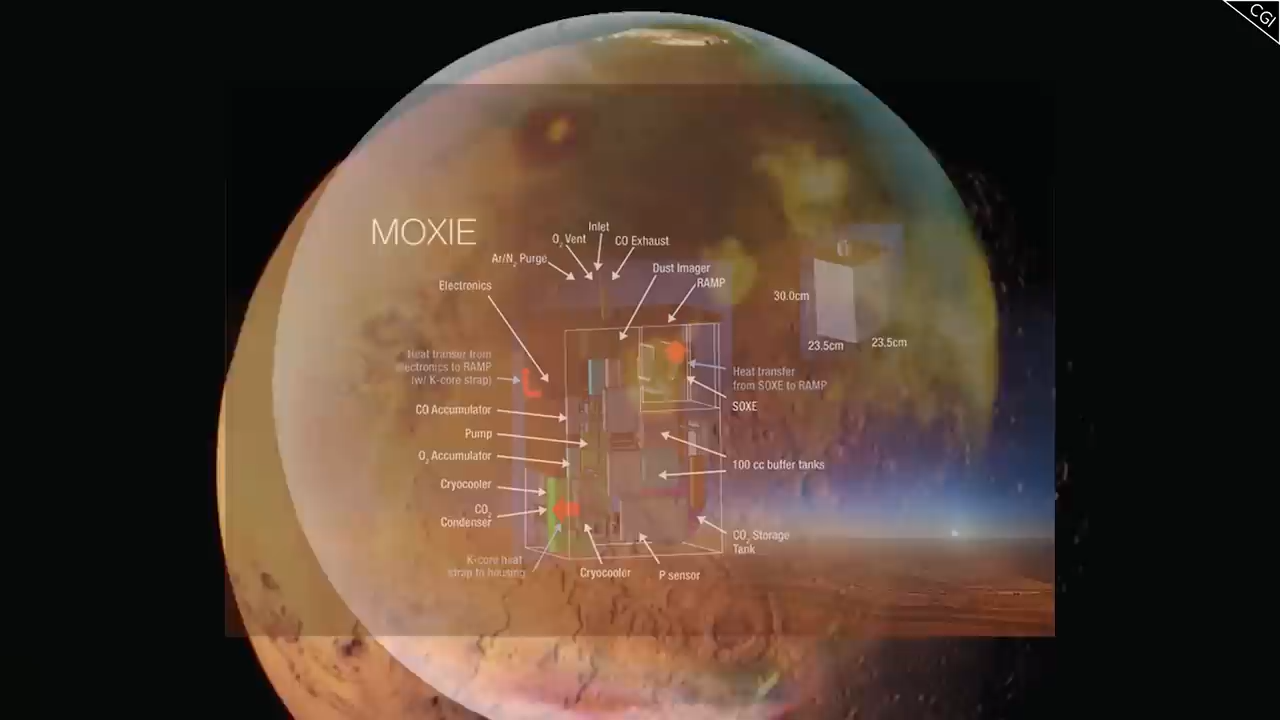 CGI
MOXIE
Inlet
O₂ Vent
CO Exhaust
Ar/N₂ Purge
Dust Imager
RAMP
Electronics
30.0cm
23.5cm
23.5cm
Heat transer from
electronics to RAMP
(w/ K-core strap)
Heat transfer
from SOXE to RAMP
SOXE
CO Accumulator
Pump
O₂ Accumulator
100 cc buffer tanks
Cryocooler
CO₂
Condenser
CO₂ Storage
Tank
K-core heat
strap to housing
Cryocooler
P sensor